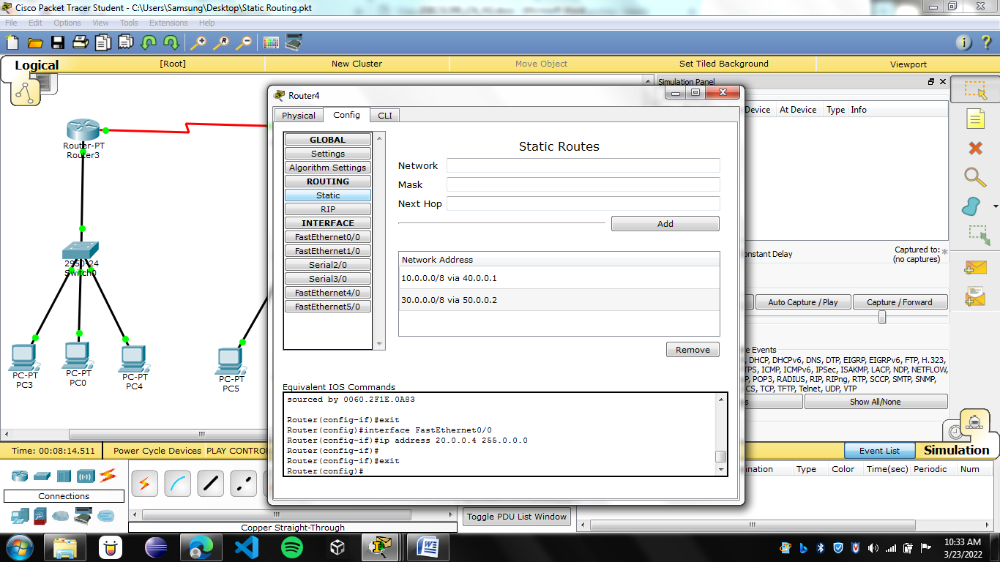 Cisco Packet Tracer Student - C:\Users\Samsung\Desktop\Static Routing.pkt
File Edit Options View Tools Extensions Help
Logical [Root] New Cluster Move Object Set Tiled Background Viewport
Simulation Panel
Router4
Physical Config CLI
Device At Device Type Info
GLOBAL
Settings
Algorithm Settings
ROUTING
Static
RIP
INTERFACE
FastEthernet0/0
FastEthernet1/0
Serial2/0
Serial3/0
FastEthernet4/0
FastEthernet5/0
Static Routes
Network
Mask
Next Hop
Add
Network Address
10.0.0.0/8 via 40.0.0.1
30.0.0.0/8 via 50.0.0.2
Remove
Equivalent IOS Commands
sourced by 0060.2F1E.0A83
Router(config-if)#exit
Router(config)#interface FastEthernet0/0
Router(config-if)#ip address 20.0.0.4 255.0.0.0
Router(config-if)#
Router(config-if)#exit
Router(config)#
Router-PT
Router3
2950-24
Switch0
PC-PT
PC3
PC-PT
PC0
PC-PT
PC4
PC-PT
PC5
onstant Delay
Captured to:
(no captures)
Auto Capture / Play Capture / Forward
e Events
, DHCP, DHCPv6, DNS, DTP, EIGRP, EIGRPv6, FTP, H.323,
TPS, ICMP, ICMPv6, IPSec, ISAKMP, LACP, NDP, NETFLOW,
P, POP3, RADIUS, RIP, RIPng, RTP, SCCP, SMTP, SNMP,
CS, TCP, TFTP, Telnet, UDP, VTP
s Show All/None
Time: 00:08:14.511 Power Cycle Devices PLAY CONTRO
Event List Simulation
ination Type Color Time(sec) Periodic Num
Connections
Copper Straight-Through
Toggle PDU List Window
10:33 AM
3/23/2022